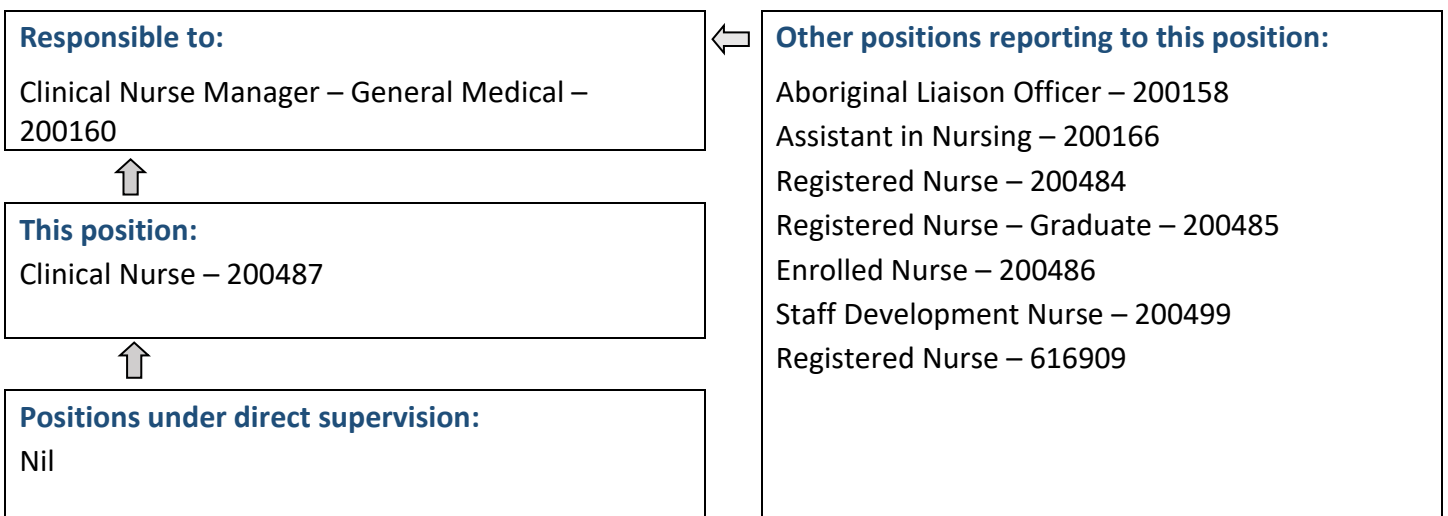 Responsible to:
Clinical Nurse Manager – General Medical –
200160
This position:
Clinical Nurse – 200487
Positions under direct supervision:
Nil
Other positions reporting to this position:
Aboriginal Liaison Officer – 200158
Assistant in Nursing – 200166
Registered Nurse – 200484
Registered Nurse – Graduate – 200485
Enrolled Nurse – 200486
Staff Development Nurse – 200499
Registered Nurse – 616909